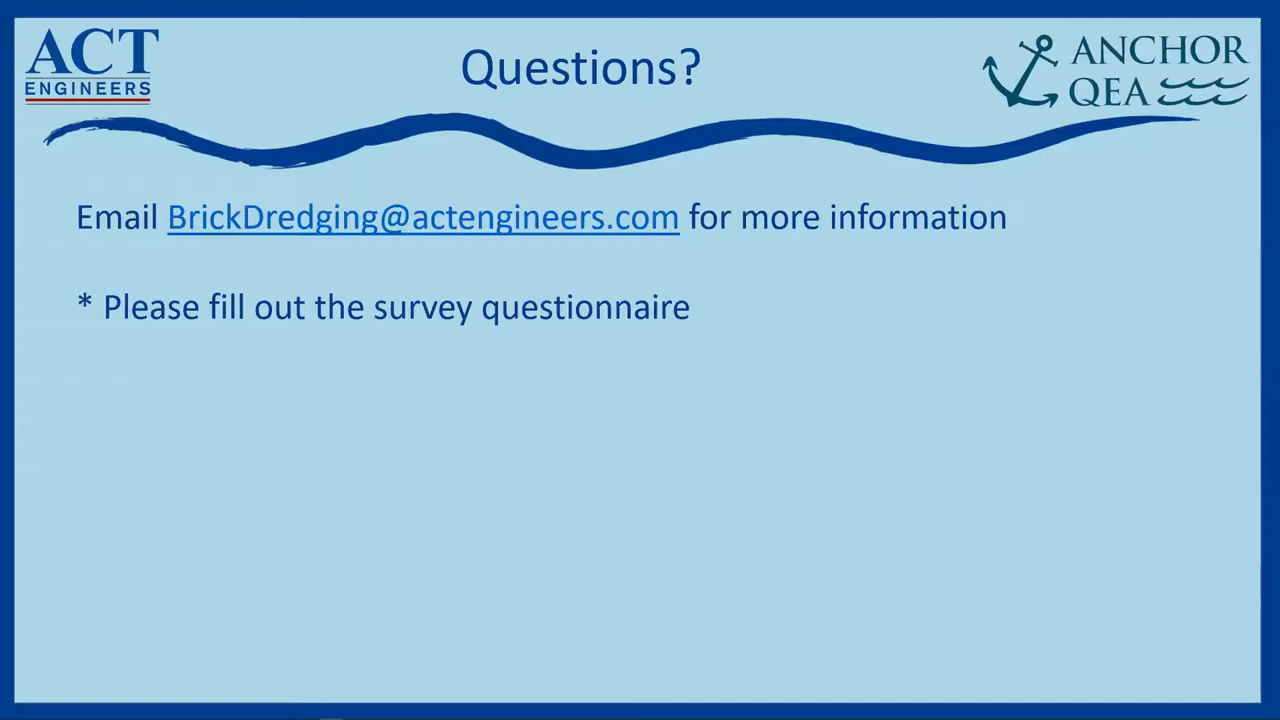 ACT
ENGINEERS
Questions?
ANCHOR
QEA
Email BrickDredging@actengineers.com for more information
* Please fill out the survey questionnaire